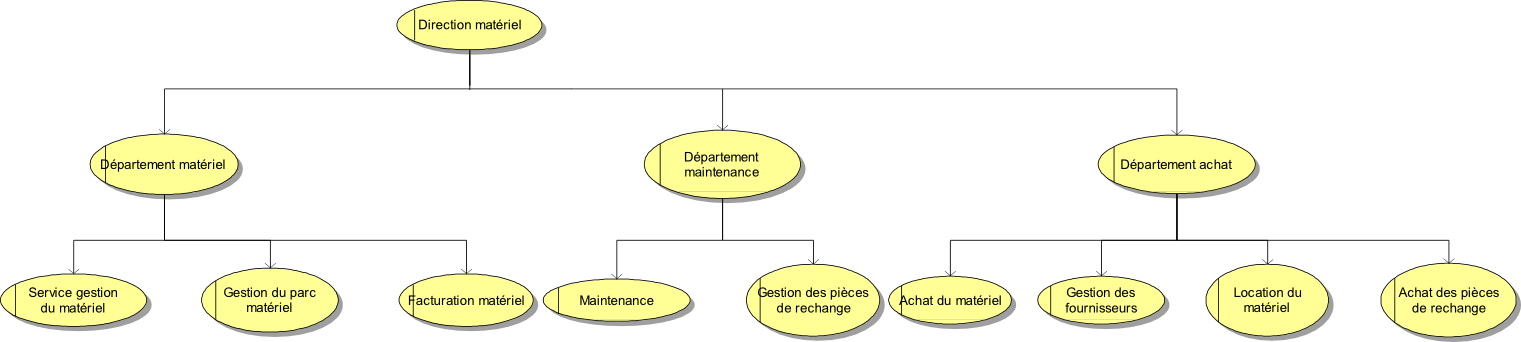 Direction matériel
Département matériel
Département
maintenance
Département achat
Service gestion
du matériel
Gestion du parc
matériel
Facturation matériel
Maintenance
Gestion des pièces
de rechange
Achat du matériel
Gestion des
fournisseurs
Location du
matériel
Achat des pièces
de rechange